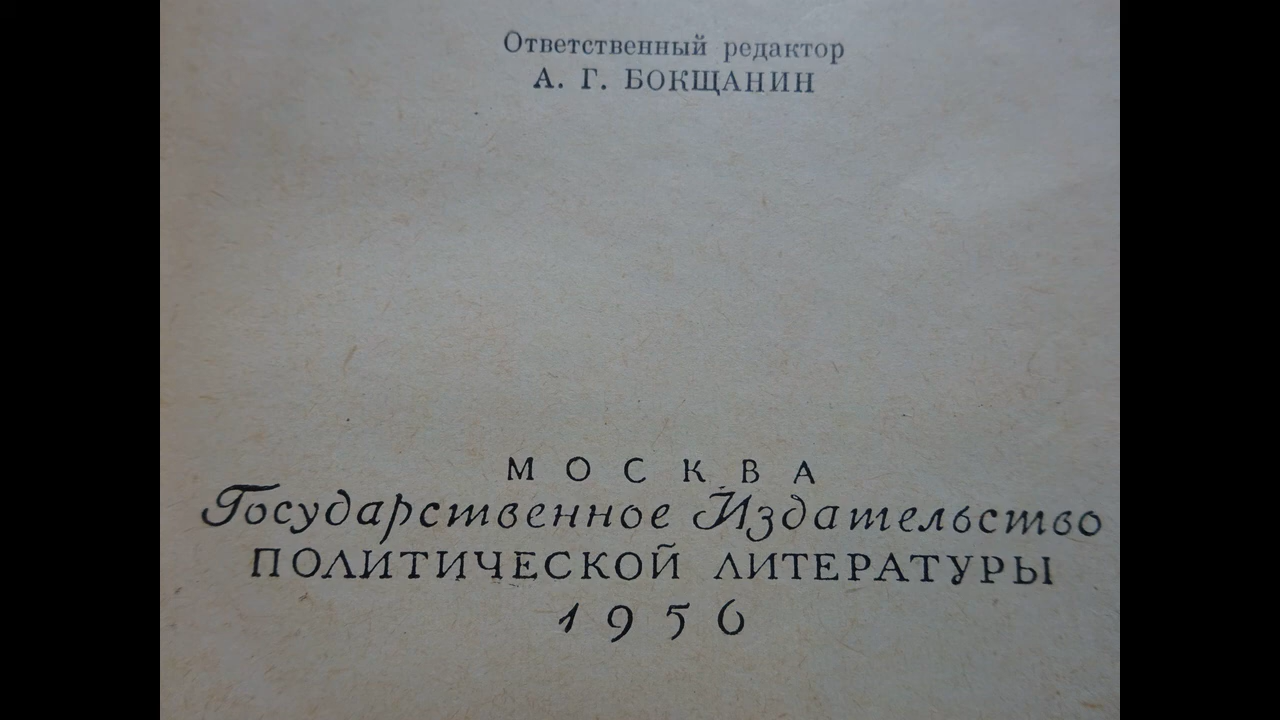 Ответственный редактор
А. Г. БОКЩАНИН
МОСКВА
Государственное Издательство
ПОЛИТИЧЕСКОЙ ЛИТЕРАТУРЫ
1956